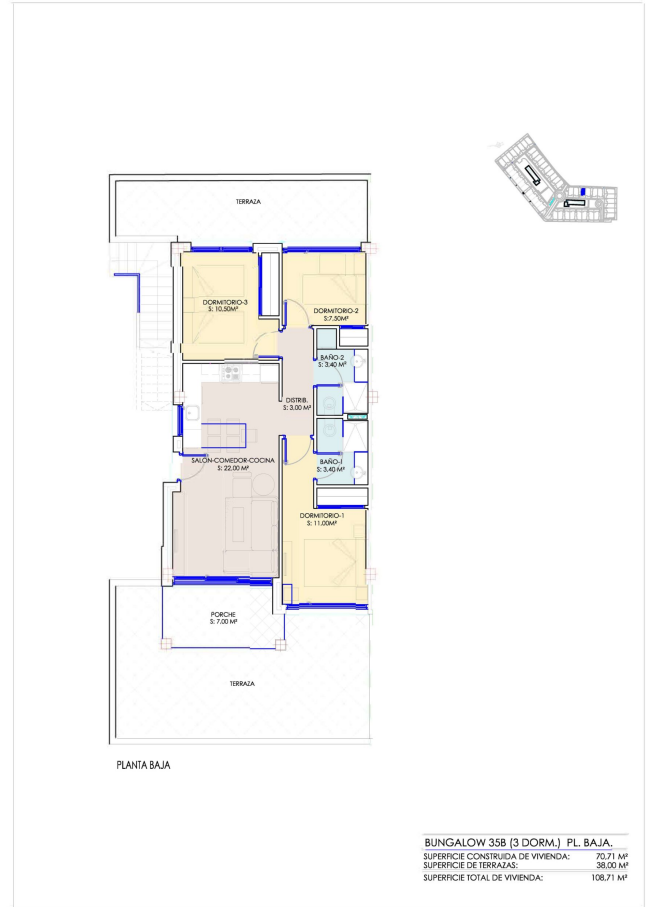 TERRAZA
DORMITORIO-3
S: 10.50M²
DORMITORIO-2
S:7.50M²
BAÑO-2
S: 3,40 M²
DISTRIB.
S: 3,00 M²
SALON-COMEDOR-COCINA
S: 22,00 M²
BAÑO-1
S: 3,40 M²
DORMITORIO-1
S: 11.00M²
PORCHE
S: 7.00 M²
TERRAZA
PLANTA BAJA
BUNGALOW 35B (3 DORM.) PL. BAJA.
SUPERFICIE CONSTRUIDA DE VIVIENDA: 70,71 M²
SUPERFICIE DE TERRAZAS: 38,00 M²
SUPERFICIE TOTAL DE VIVIENDA: 108,71 M²